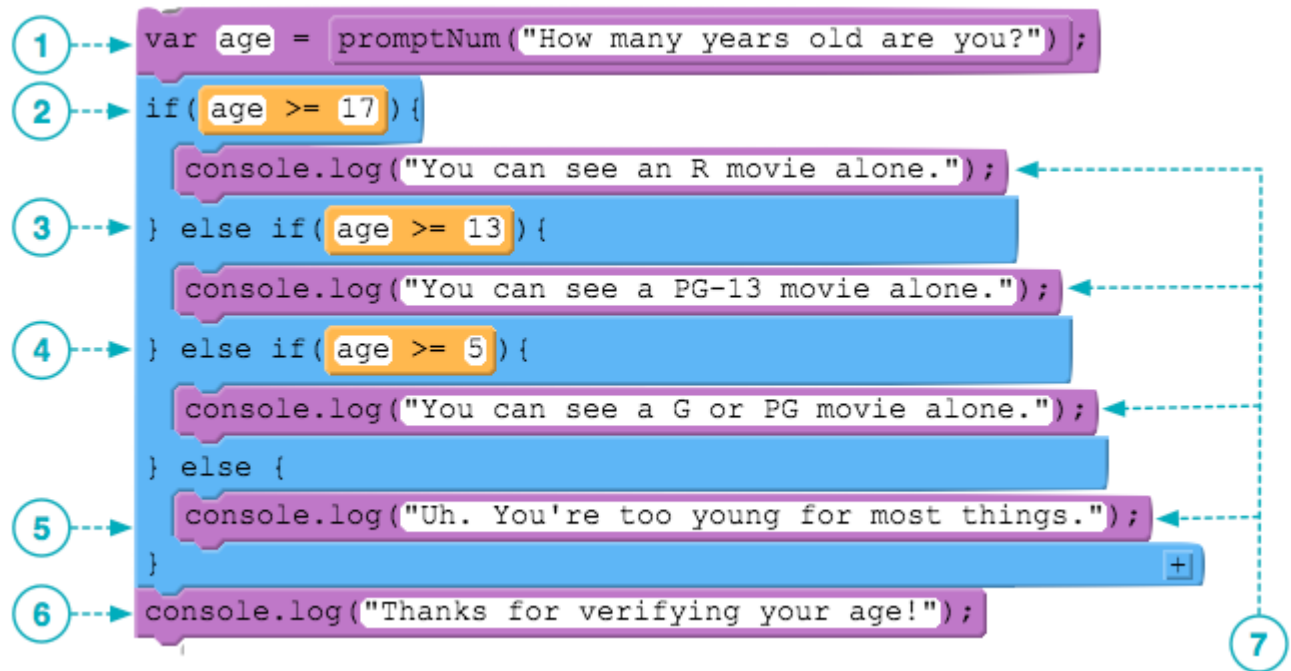 1 var age = promptNum("How many years old are you?");
2 if(age >= 17){
console.log("You can see an R movie alone.");
3 } else if(age >= 13){
console.log("You can see a PG-13 movie alone.");
4 } else if(age >= 5){
console.log("You can see a G or PG movie alone.");
} else {
5 console.log("Uh. You're too young for most things.");
} +
6 console.log("Thanks for verifying your age!");
7